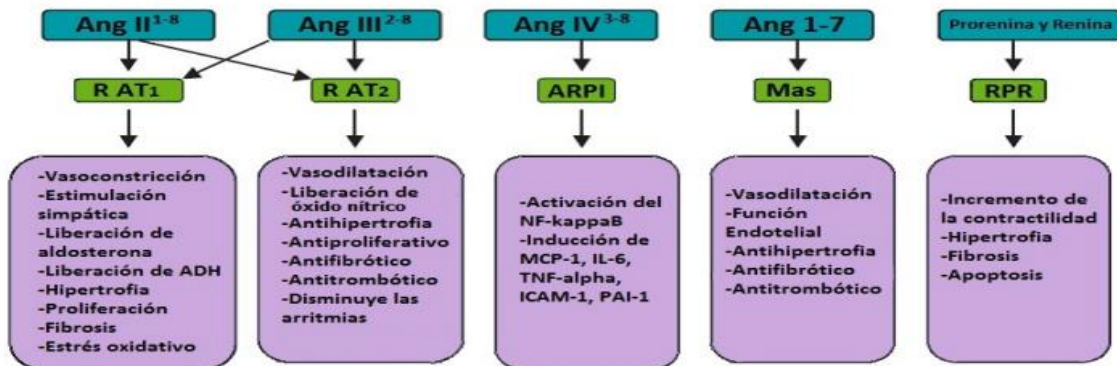 Ang II1-8
Ang III2-8
Ang IV3-8
Ang 1-7
Prorenina y Renina
R AT1
R AT2
ARPI
Mas
RPR
-Vasoconstricción
-Estimulación
simpática
-Liberación de
aldosterona
-Liberación de ADH
-Hipertrofia
-Proliferación
-Fibrosis
-Estrés oxidativo
-Vasodilatación
-Liberación de
óxido nítrico
-Antihipertrofia
-Antiproliferativo
-Antifibrótico
-Antitrombótico
-Disminuye las
arritmias
-Activación del
NF-kappaB
-Inducción de
MCP-1, IL-6,
TNF-alpha,
ICAM-1, PAI-1
-Vasodilatación
-Función
Endotelial
-Antihipertrofia
-Antifibrótico
-Antitrombótico
-Incremento de
la contractilidad
-Hipertrofia
-Fibrosis
-Apoptosis